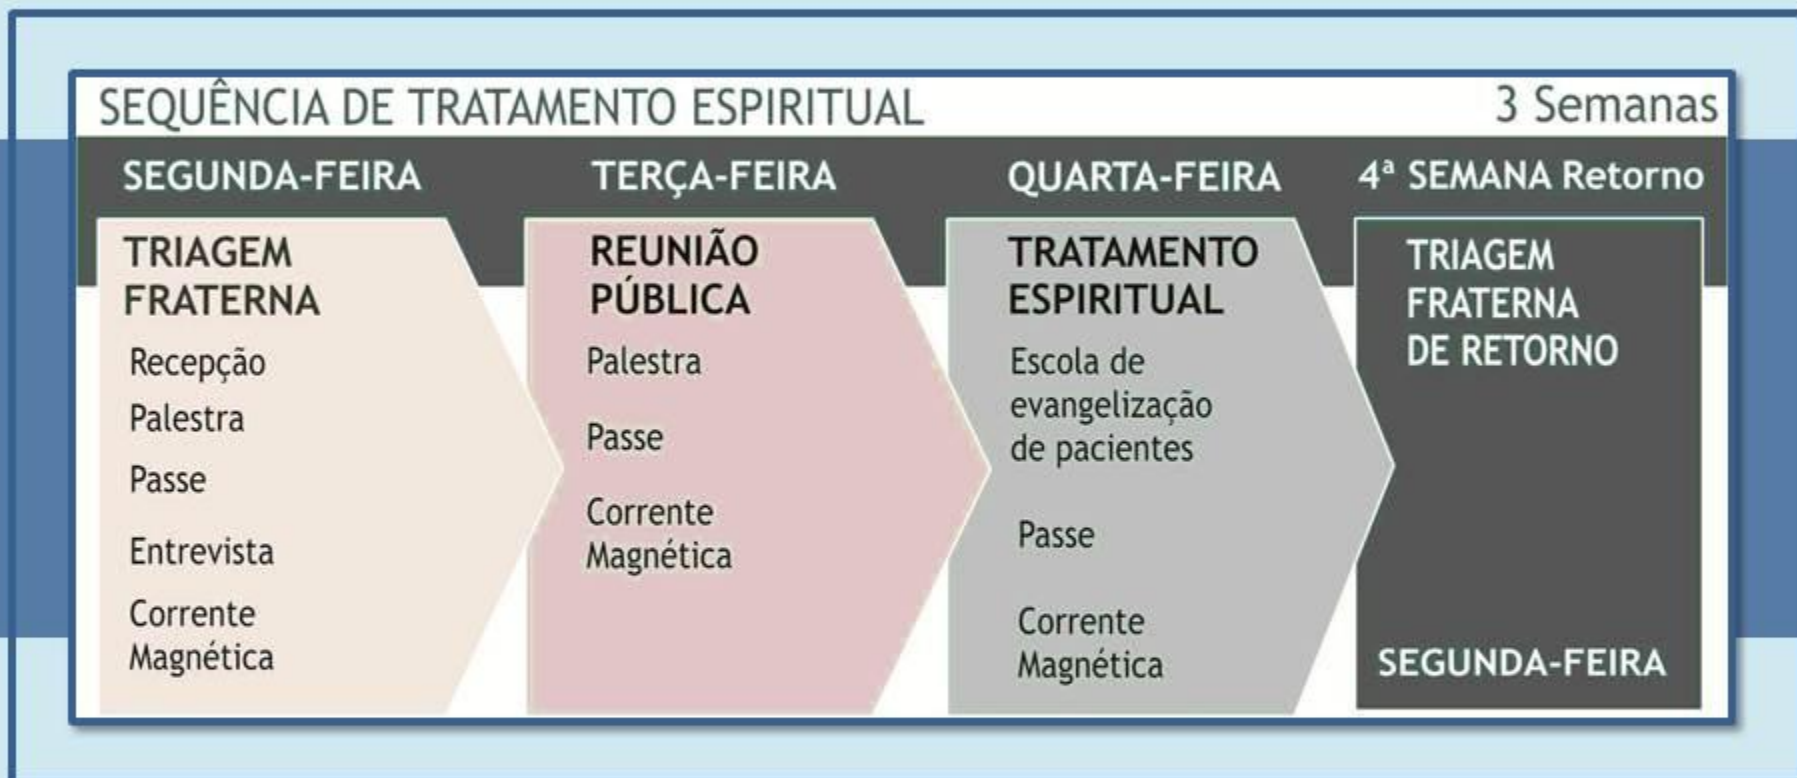 SEQUÊNCIA DE TRATAMENTO ESPIRITUAL
3 Semanas
SEGUNDA-FEIRA
TRIAGEM
FRATERNA
Recepção
Palestra
Passe
Entrevista
Corrente
Magnética
TERÇA-FEIRA
REUNIÃO
PÚBLICA
Palestra
Passe
Corrente
Magnética
QUARTA-FEIRA
TRATAMENTO
ESPIRITUAL
Escola de
evangelização
de pacientes
Passe
Corrente
Magnética
4ª SEMANA Retorno
TRIAGEM
FRATERNA
DE RETORNO
SEGUNDA-FEIRA